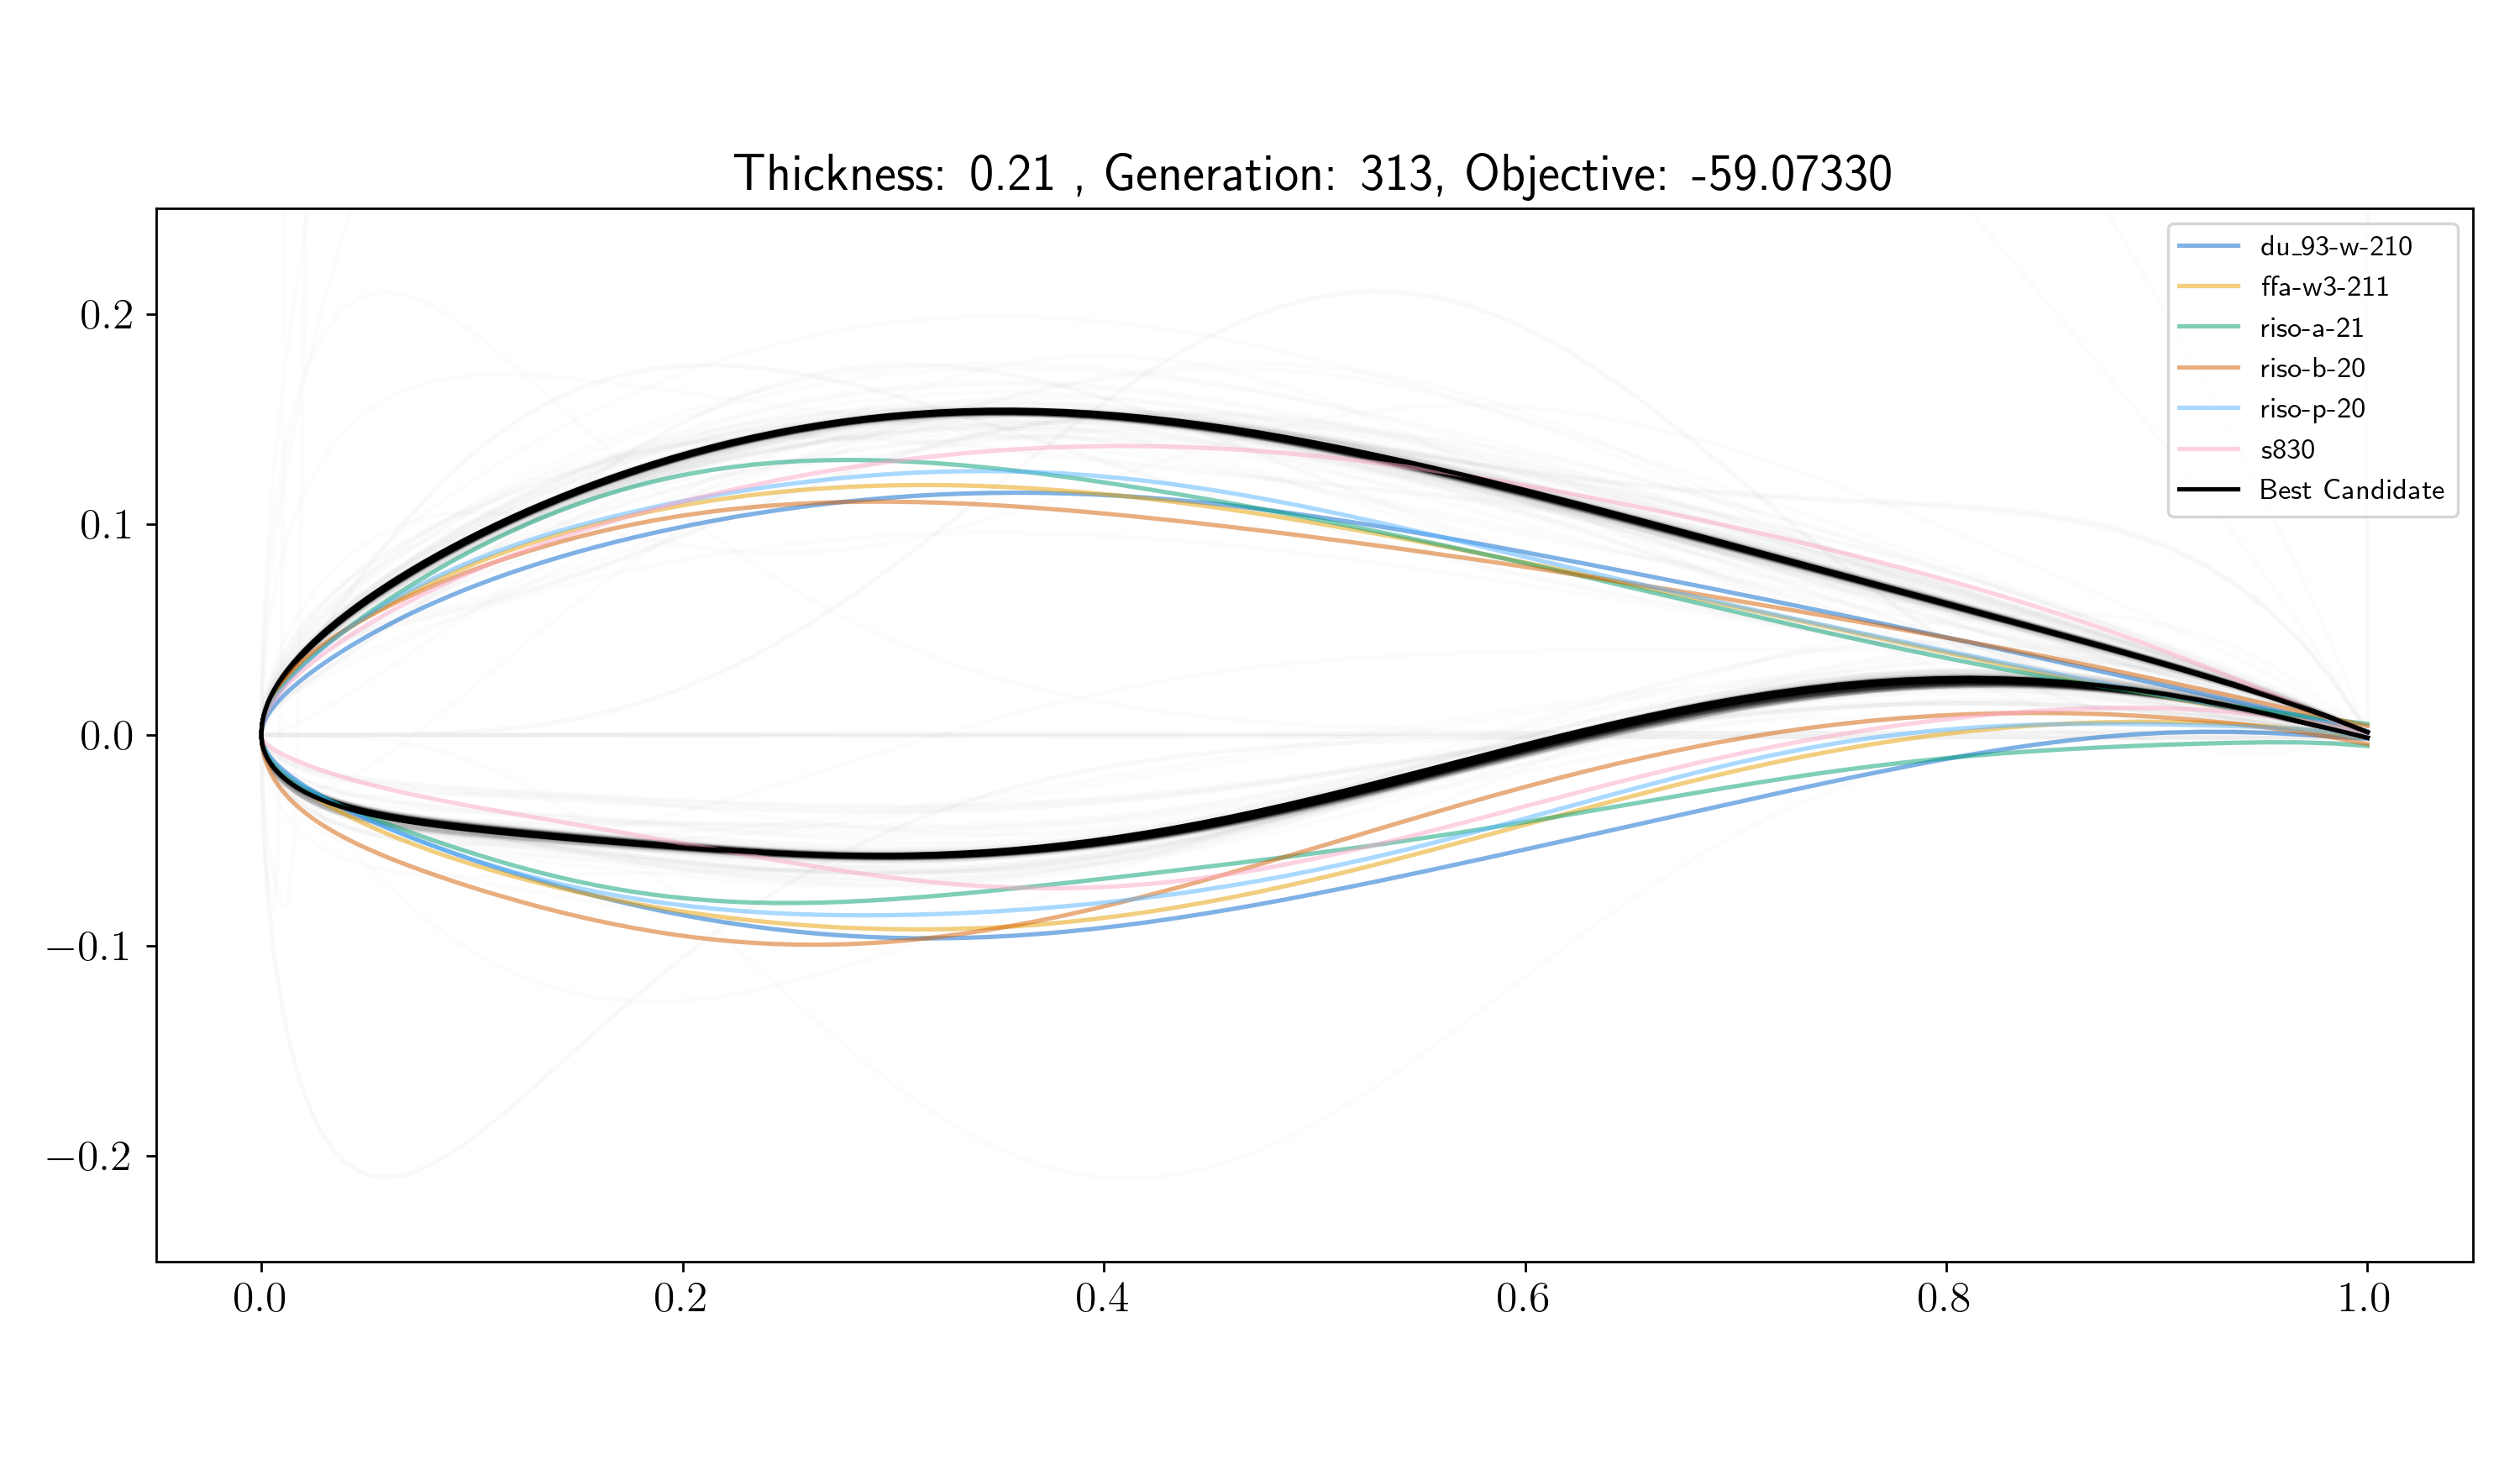 Thickness: 0.21 , Generation: 313, Objective: -59.07330
du_93-w-210
ffa-w3-211
riso-a-21
riso-b-20
riso-p-20
s830
Best Candidate
0.2
0.1
0.0
−0.1
−0.2
0.0 0.2 0.4 0.6 0.8 1.0